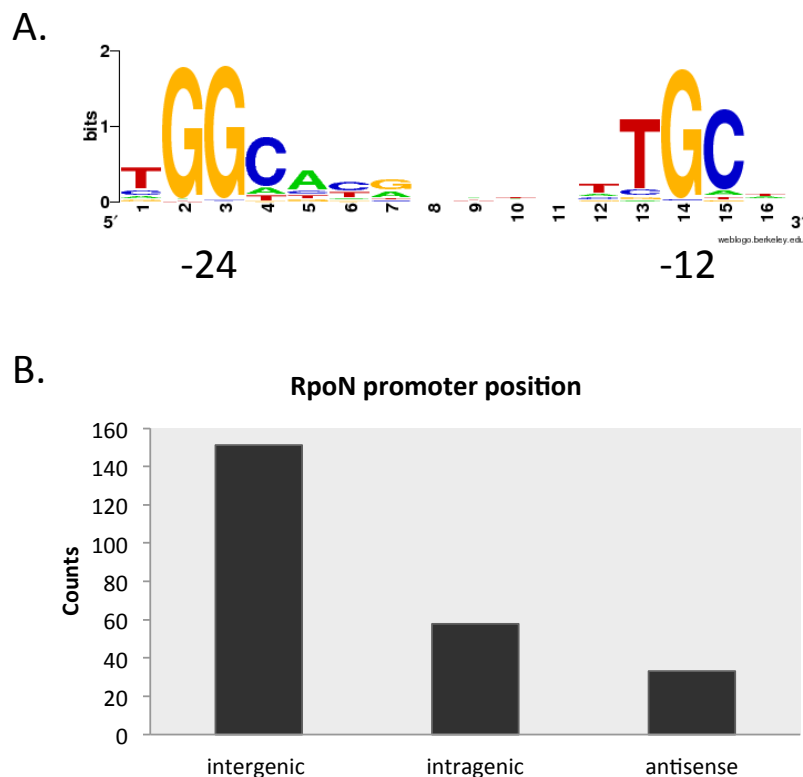 A.
2
1
0
bits
T GGCACG TTGC
5′ 1 2 3 4 5 6 7 8 9 10 11 12 13 14 15 16 3′
weblogo.berkeley.edu
-24 -12
B.
RpoN promoter position
160
140
120
100
80
60
40
20
0
Counts
intergenic intragenic antisense